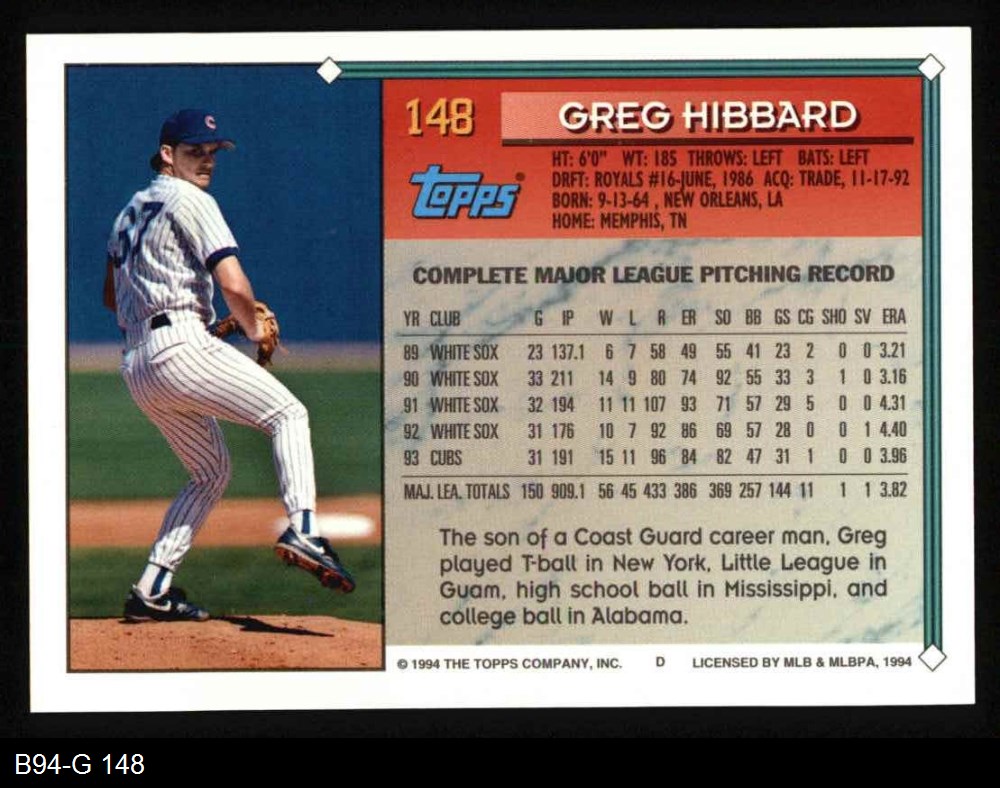 148
GREG HIBBARD
Topps
HT: 6'0" WT: 185 THROWS: LEFT BATS: LEFT
DRFT: ROYALS #16-JUNE, 1986 ACQ: TRADE, 11-17-92
BORN: 9-13-64 , NEW ORLEANS, LA
HOME: MEMPHIS, TN
COMPLETE MAJOR LEAGUE PITCHING RECORD
YR CLUB G IP W L R ER SO BB GS CG SHO SV ERA
89 WHITE SOX 23 137.1 6 7 58 49 55 41 23 2 0 0 3.21
90 WHITE SOX 33 211 14 9 80 74 92 55 33 3 1 0 3.16
91 WHITE SOX 32 194 11 11 107 93 71 57 29 5 0 0 4.31
92 WHITE SOX 31 176 10 7 92 86 69 57 28 0 0 1 4.40
93 CUBS 31 191 15 11 96 84 82 47 31 1 0 0 3.96
MAJ. LEA. TOTALS 150 909.1 56 45 433 386 369 257 144 11 1 1 3.82
The son of a Coast Guard career man, Greg
played T-ball in New York, Little League in
Guam, high school ball in Mississippi, and
college ball in Alabama.
© 1994 THE TOPPS COMPANY, INC. D LICENSED BY MLB & MLBPA, 1994
37
C
B94-G 148